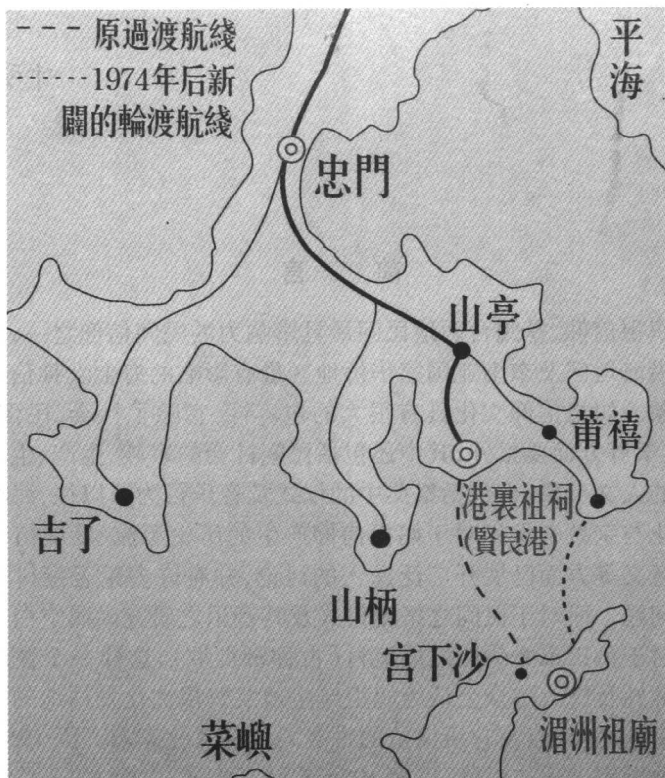 原過渡航綫
1974年后新
闢的輪渡航綫
平海
忠門
山亭
莆禧
港裏祖祠
(賢良港)
吉了
山柄
宫下沙
湄洲祖廟
菜嶼